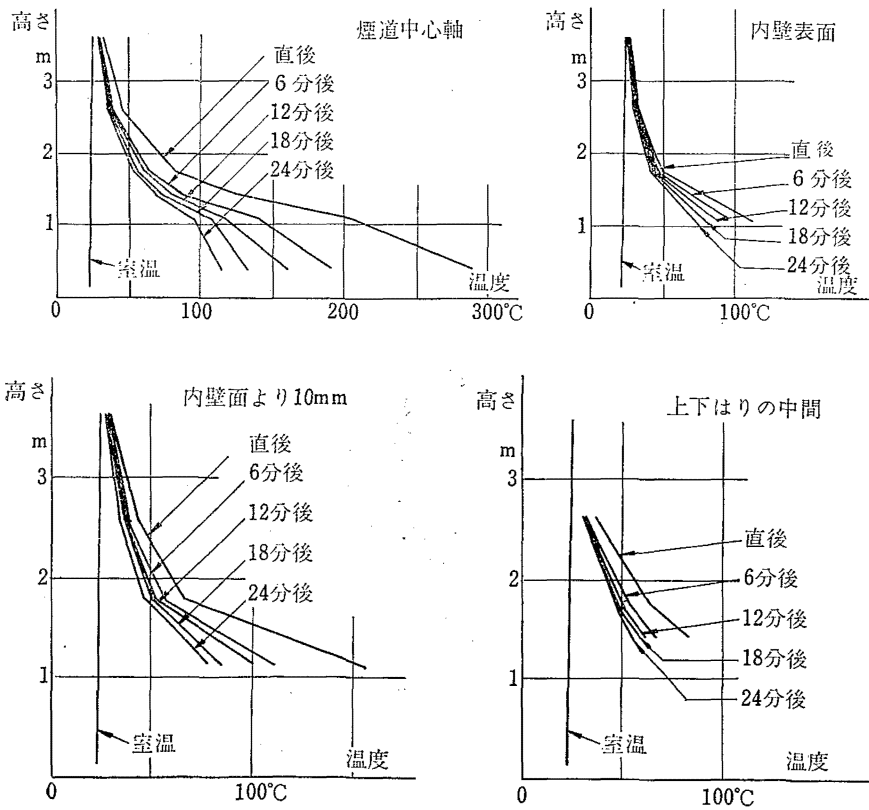 高さ
m
3
2
1
0
100
200
300℃
煙道中心軸
直後
6分後
12分後
18分後
24分後
室温
温度
内壁表面
3
2
1
0
100℃
直後
6分後
12分後
18分後
24分後
室温
温度
高さ
m
3
2
1
0
100℃
内壁面より10mm
直後
6分後
12分後
18分後
24分後
室温
温度
高さ
m
3
2
1
0
100℃
上下はりの中間
直後
6分後
12分後
18分後
24分後
室温
温度